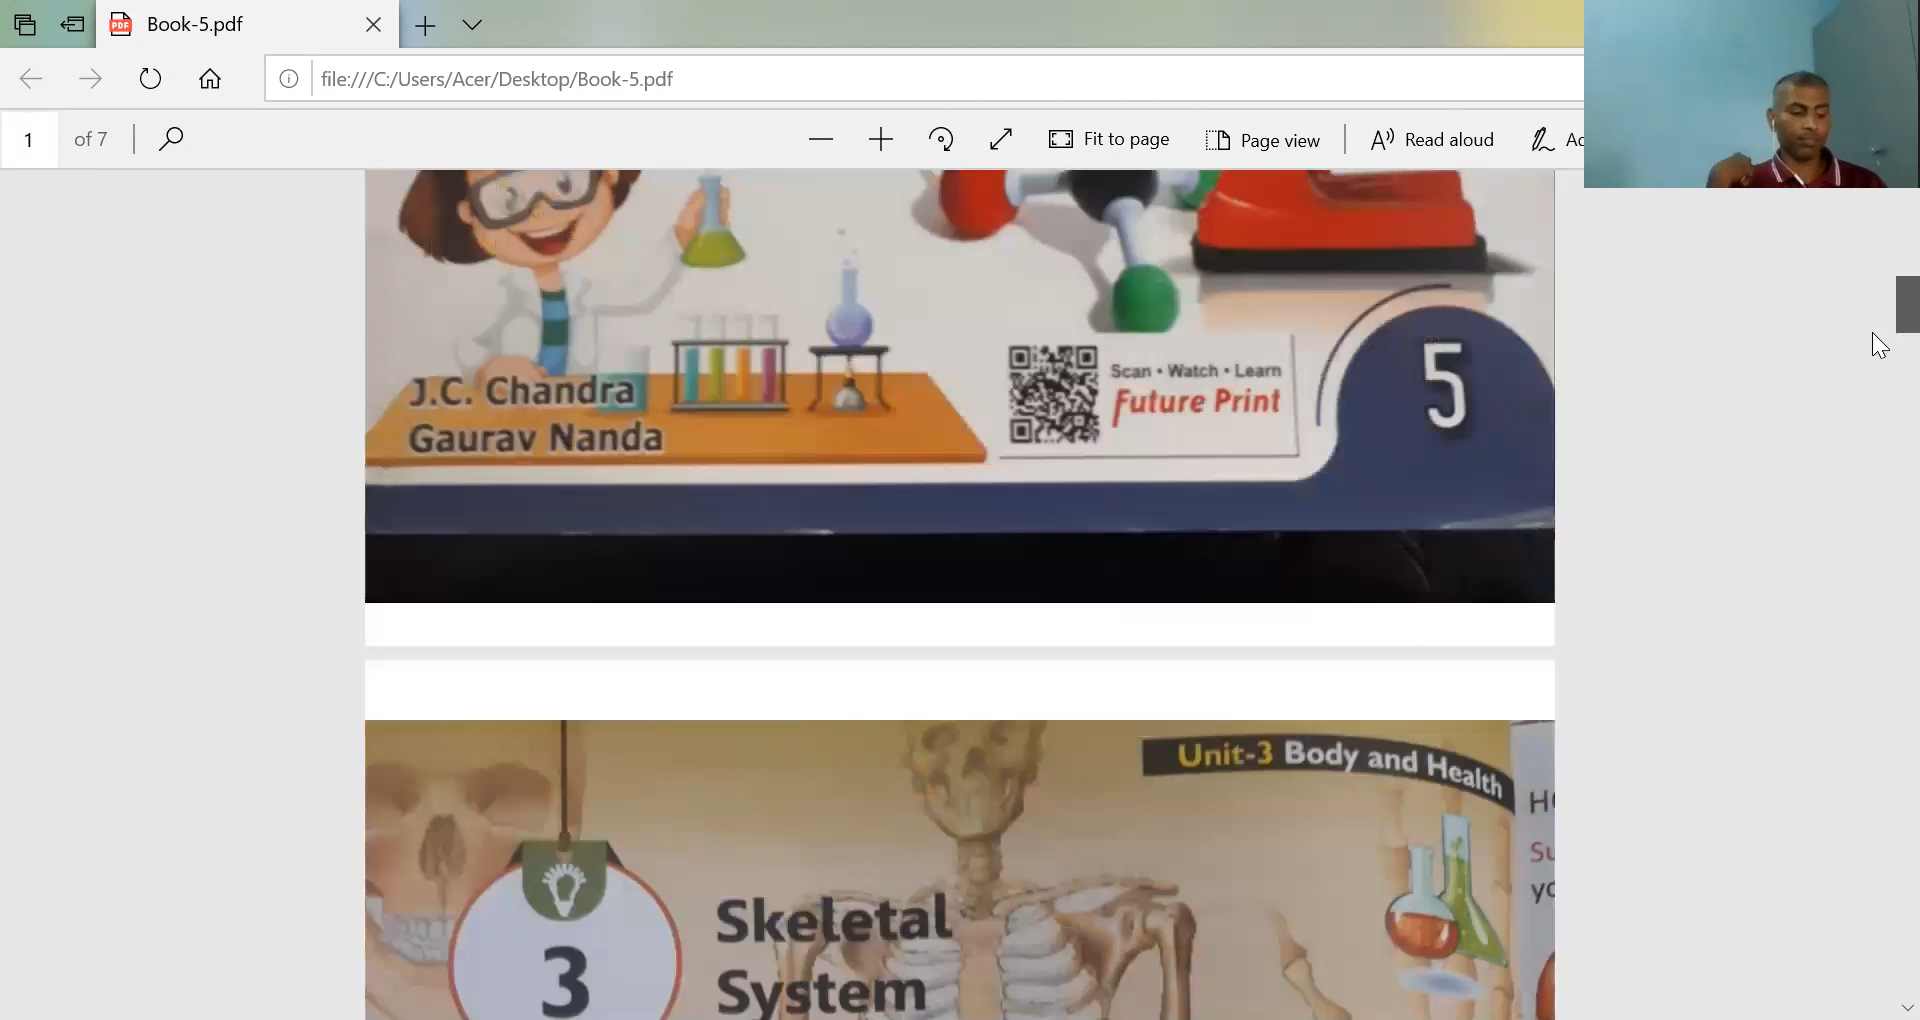 Book-5.pdf
file:///C:/Users/Acer/Desktop/Book-5.pdf
1 of 7
Fit to page
Page view
Read aloud
J.C. Chandra
Gaurav Nanda
Scan • Watch • Learn
Future Print
5
Unit-3 Body and Health
3
Skeletal
System